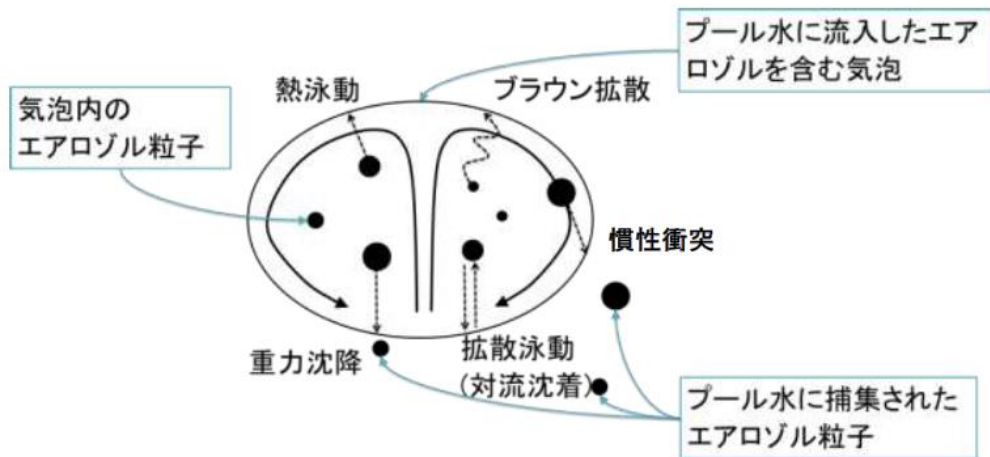 プール水に流入したエア
ロゾルを含む気泡
熱泳動
ブラウン拡散
気泡内の
エアロゾル粒子
慣性衝突
重力沈降
拡散泳動
(対流沈着)
プール水に捕集された
エアロゾル粒子